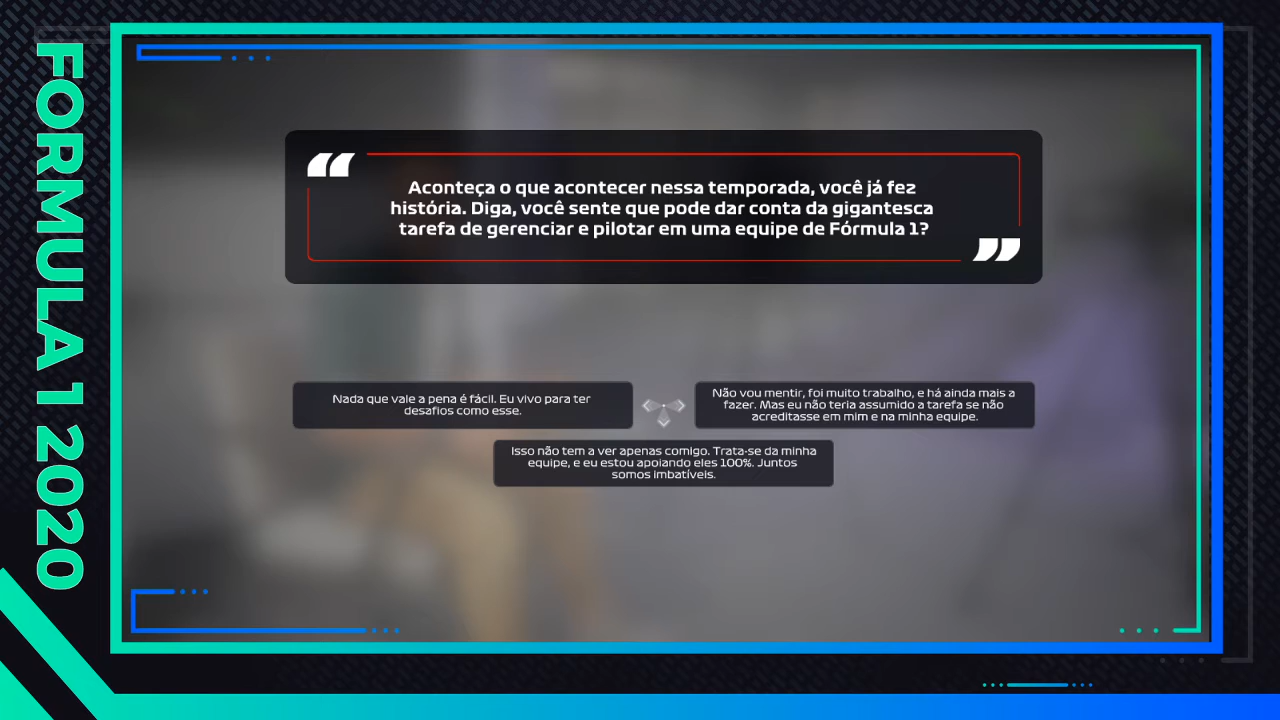 FORMULA 1 2020
Aconteça o que acontecer nessa temporada, você já fez
história. Diga, você sente que pode dar conta da gigantesca
tarefa de gerenciar e pilotar em uma equipe de Fórmula 1?
Nada que vale a pena é fácil. Eu vivo para ter
desafios como esse.
Não vou mentir, foi muito trabalho, e há ainda mais a
fazer. Mas eu não teria assumido a tarefa se não
acreditasse em mim e na minha equipe.
Isso não tem a ver apenas comigo. Trata-se da minha
equipe, e eu estou apoiando eles 100%. Juntos
somos imbatíveis.